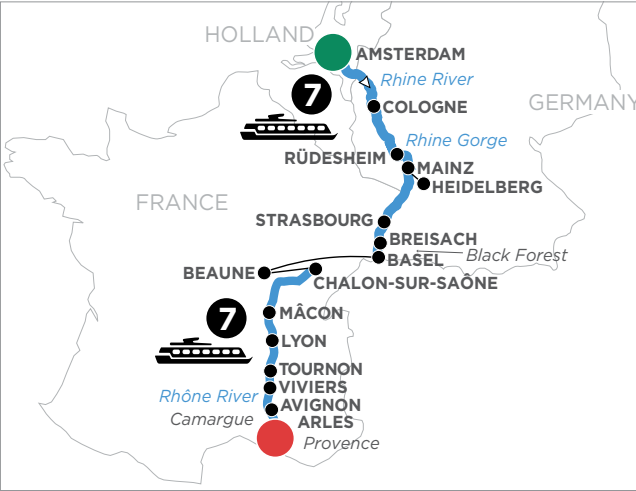 HOLLAND
AMSTERDAM
Rhine River
7
COLOGNE
GERMANY
Rhine Gorge
RÜDESHEIM
MAINZ
HEIDELBERG
FRANCE
STRASBOURG
BREISACH
BASEL
Black Forest
BEAUNE
CHALON-SUR-SAÔNE
7
MÂCON
LYON
TOURNON
VIVIERS
Rhône River
AVIGNON
Camargue
ARLES
Provence